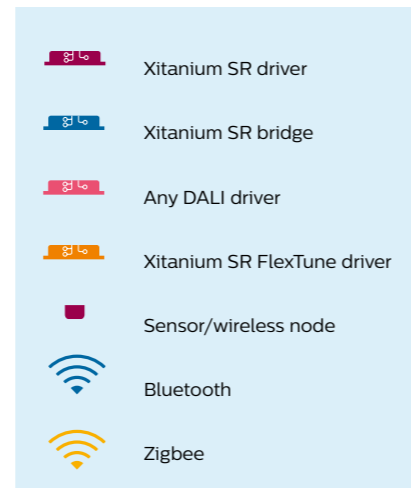 Xitanium SR driver
Xitanium SR bridge
Any DALI driver
Xitanium SR FlexTune driver
Sensor/wireless node
Bluetooth
Zigbee